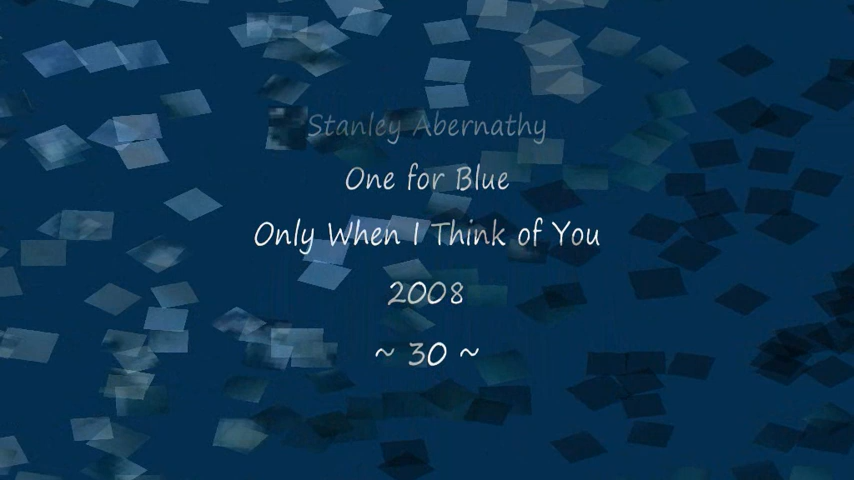 Stanley Abernathy
One for Blue
Only When I Think of You
2008
~ 30 ~